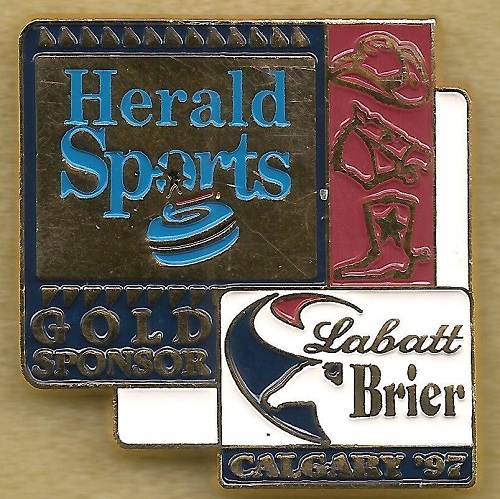 Herald
Sports
GOLD
SPONSOR
Labatt
Brier
CALGARY '97